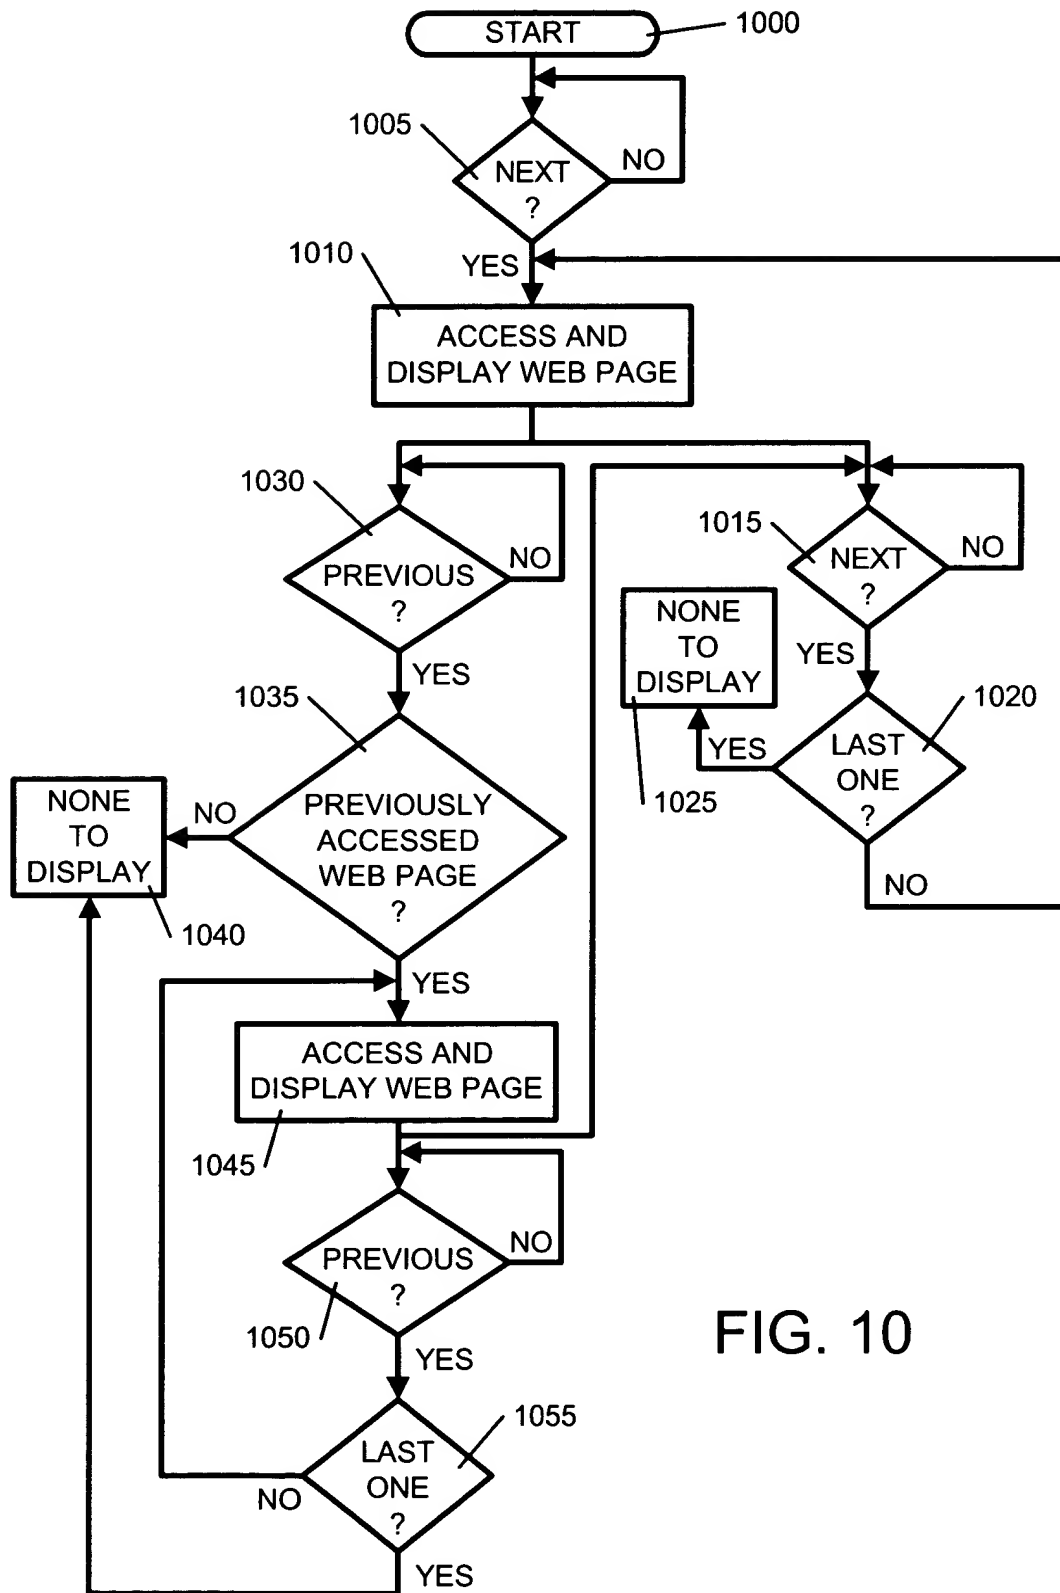 START
1000
1005
NEXT
?
NO
1010
YES
ACCESS AND
DISPLAY WEB PAGE
1030
PREVIOUS
?
NO
1015
NEXT
?
NO
YES
NONE
TO
DISPLAY
1025
YES
LAST
ONE
?
1020
NO
YES
1035
PREVIOUSLY
ACCESSED
WEB PAGE
?
NO
NONE
TO
DISPLAY
1040
YES
ACCESS AND
DISPLAY WEB PAGE
1045
PREVIOUS
?
NO
1050
YES
1055
LAST
ONE
?
NO
YES
FIG. 10